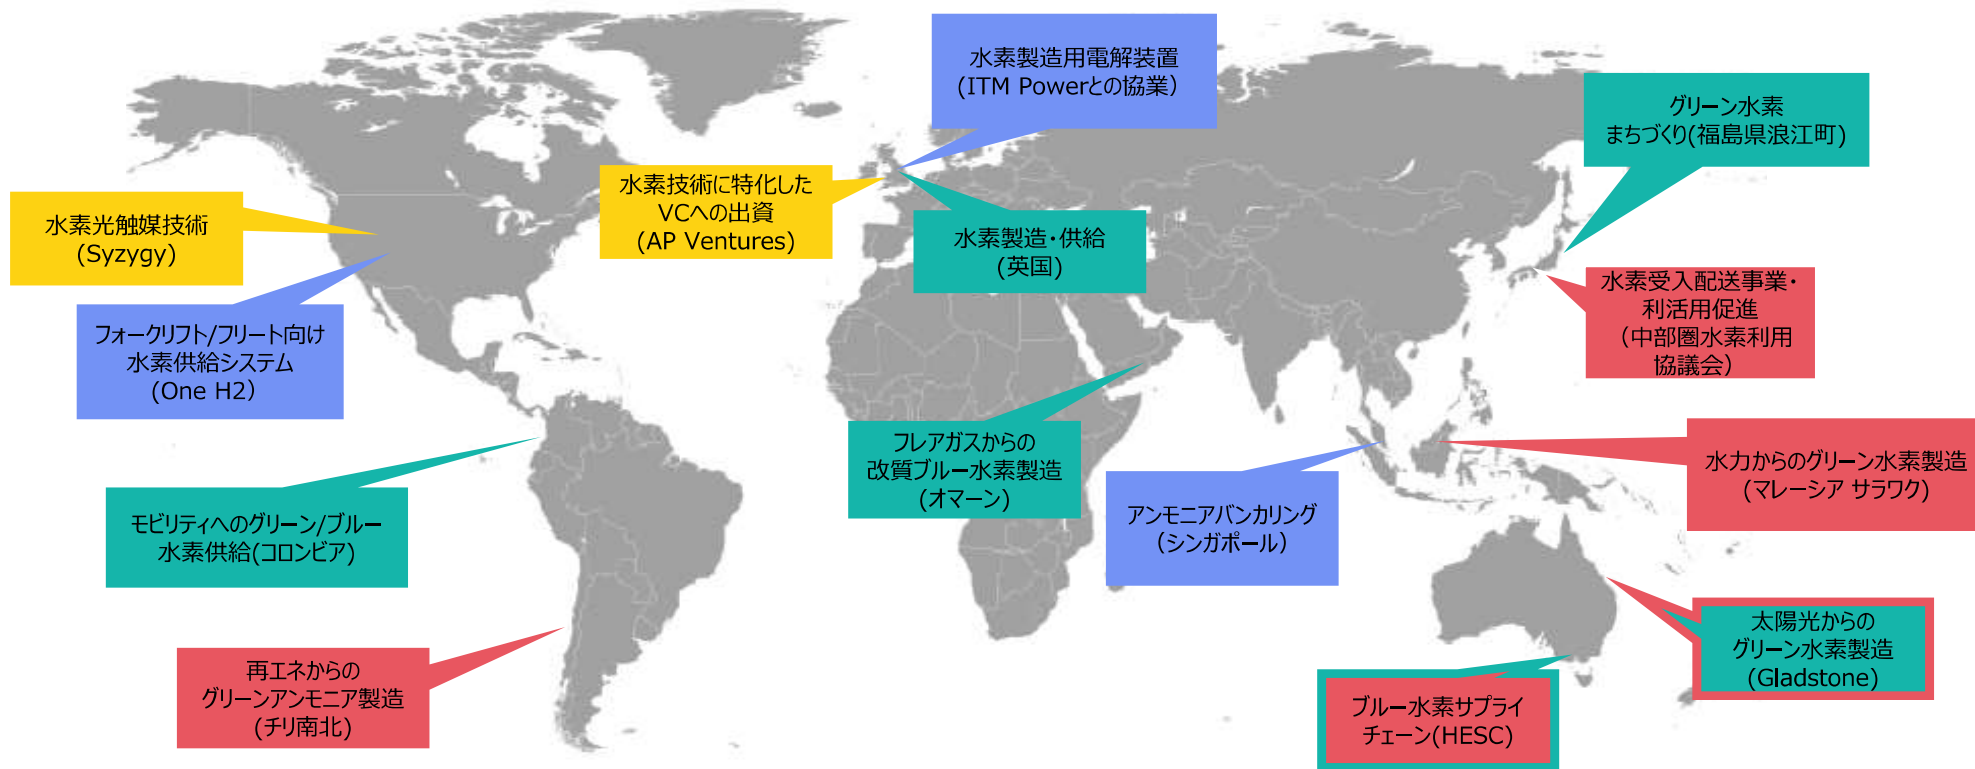 水素製造用電解装置
(ITM Powerとの協業）
グリーン水素
まちづくり(福島県浪江町)
水素技術に特化した
VCへの出資
(AP Ventures)
水素光触媒技術
(Syzygy)
水素製造・供給
(英国)
水素受入配送事業・
利活用促進
（中部圏水素利用
協議会）
フォークリフト/フリート向け
水素供給システム
(One H2）
フレアガスからの
改質ブルー水素製造
(オマーン)
水力からのグリーン水素製造
(マレーシア サラワク)
モビリティへのグリーン/ブルー
水素供給(コロンビア)
アンモニアバンカリング
（シンガポール）
太陽光からの
グリーン水素製造
(Gladstone)
再エネからの
グリーンアンモニア製造
(チリ南北)
ブルー水素サプライ
チェーン(HESC)